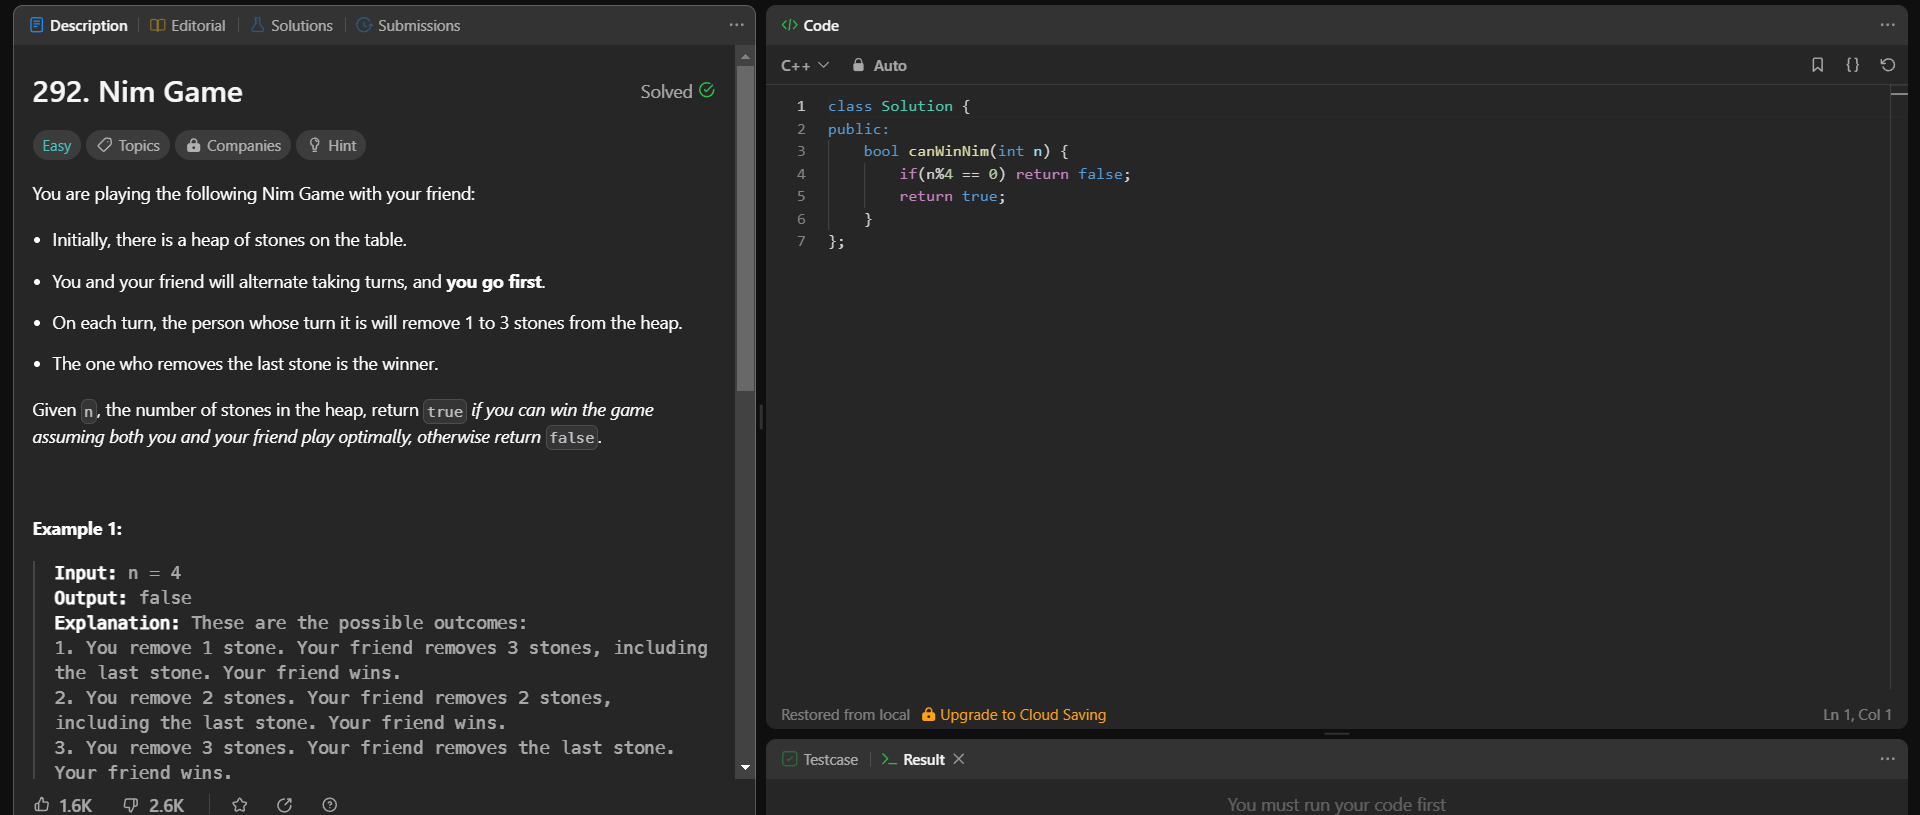 Description Editorial Solutions Submissions
292. Nim Game
Solved
Easy Topics Companies Hint
You are playing the following Nim Game with your friend:
• Initially, there is a heap of stones on the table.
• You and your friend will alternate taking turns, and you go first.
• On each turn, the person whose turn it is will remove 1 to 3 stones from the heap.
• The one who removes the last stone is the winner.
Given n, the number of stones in the heap, return true if you can win the game
assuming both you and your friend play optimally, otherwise return false.
Example 1:
Input: n = 4
Output: false
Explanation: These are the possible outcomes:
1. You remove 1 stone. Your friend removes 3 stones, including
the last stone. Your friend wins.
2. You remove 2 stones. Your friend removes 2 stones,
including the last stone. Your friend wins.
3. You remove 3 stones. Your friend removes the last stone.
Your friend wins.
1.6K 2.6K
</> Code
C++ Auto
{}
1 class Solution {
2 public:
3     bool canWinNim(int n) {
4         if(n%4 == 0) return false;
5         return true;
6     }
7 };
Restored from local Upgrade to Cloud Saving
Ln 1, Col 1
Testcase >_ Result
You must run your code first